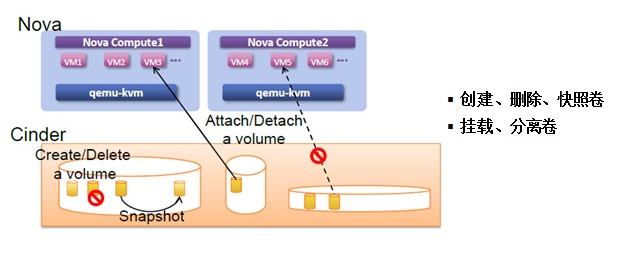 Nova
Nova Compute1
VM1 VM2 VM3 ...
qemu-kvm
Nova Compute2
VM4 VM5 VM6 ...
qemu-kvm
Attach/Detach
a volume
Cinder
Create/Delete
a volume
Snapshot
▪ 创建、删除、快照卷
▪ 挂载、分离卷